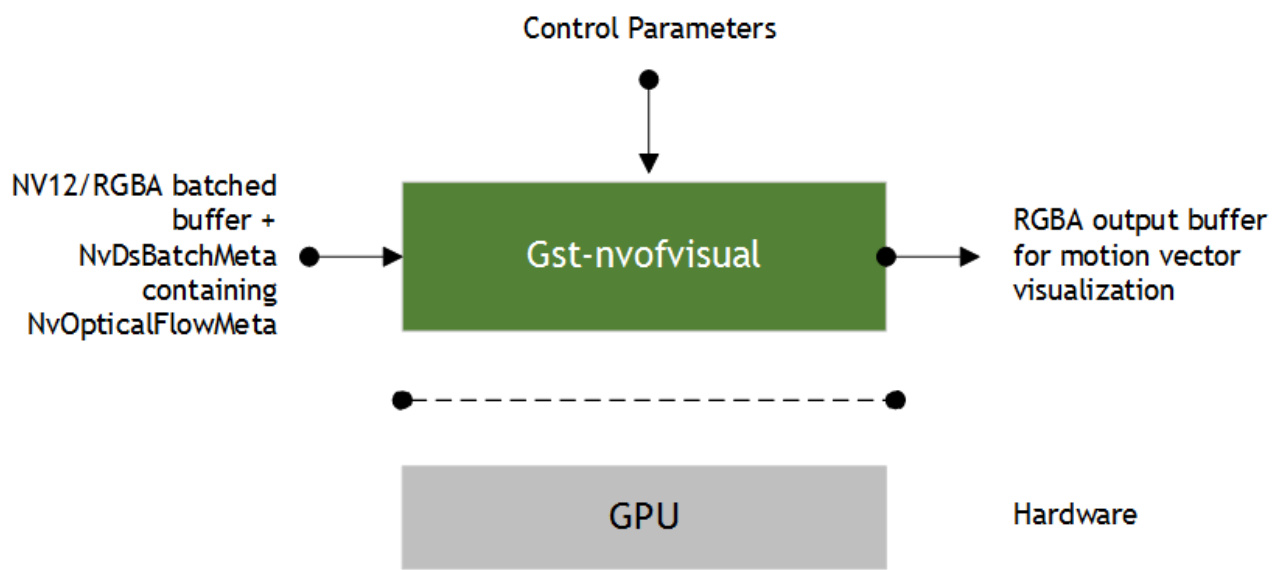 Control Parameters
NV12/RGBA batched
buffer +
NvDsBatchMeta
containing
NvOpticalFlowMeta
Gst-nvofvisual
RGBA output buffer
for motion vector
visualization
GPU
Hardware